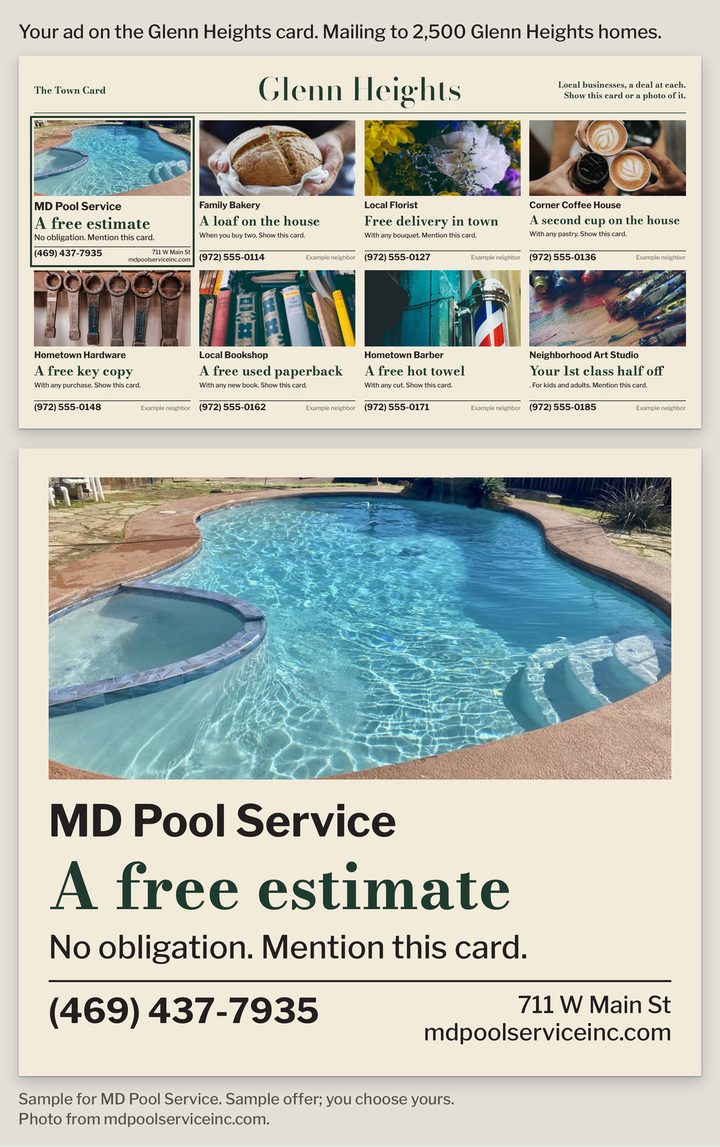 Your ad on the Glenn Heights card. Mailing to 2,500 Glenn Heights homes.
The Town Card
Glenn Heights
Local businesses, a deal at each.
Show this card or a photo of it.
MD Pool Service
A free estimate
No obligation. Mention this card.
(469) 437-7935
711 W Main St
mdpoolserviceinc.com
Family Bakery
A loaf on the house
When you buy two. Show this card.
(972) 555-0114
Example neighbor
Local Florist
Free delivery in town
With any bouquet. Mention this card.
(972) 555-0127
Example neighbor
Corner Coffee House
A second cup on the house
With any pastry. Show this card.
(972) 555-0136
Example neighbor
Hometown Hardware
A free key copy
With any purchase. Show this card.
(972) 555-0148
Example neighbor
Local Bookshop
A free used paperback
With any new book. Show this card.
(972) 555-0162
Example neighbor
Hometown Barber
A free hot towel
With any cut. Show this card.
(972) 555-0171
Example neighbor
Neighborhood Art Studio
Your 1st class half off
. For kids and adults. Mention this card.
(972) 555-0185
Example neighbor
MD Pool Service
A free estimate
No obligation. Mention this card.
(469) 437-7935
711 W Main St
mdpoolserviceinc.com
Sample for MD Pool Service. Sample offer; you choose yours.
Photo from mdpoolserviceinc.com.